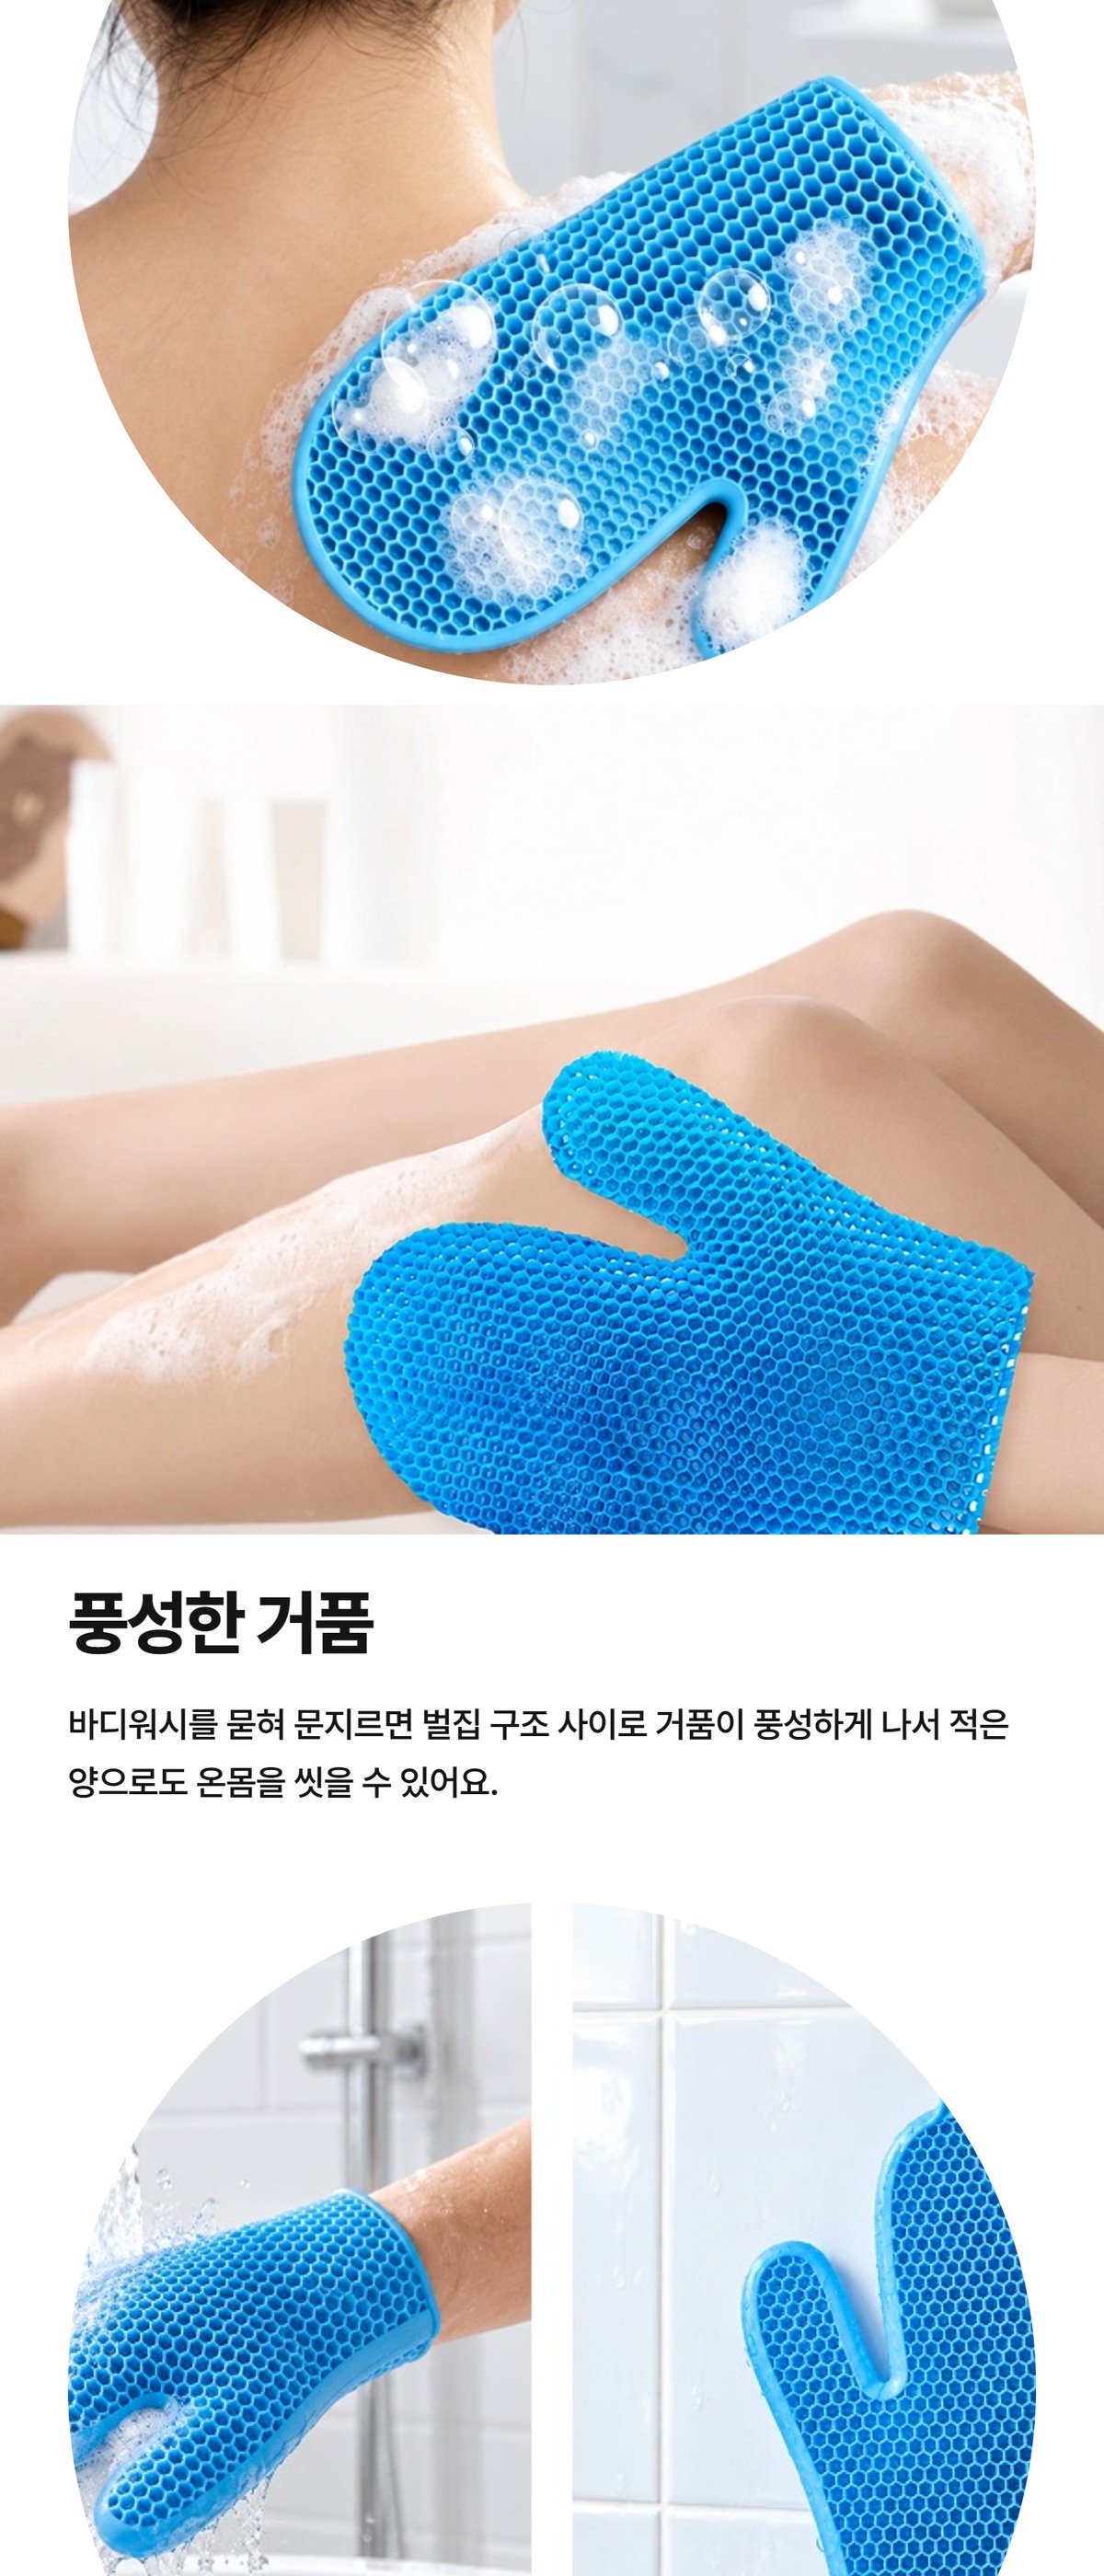 풍성한 거품
바디워시를 묻혀 문지르면 벌집 구조 사이로 거품이 풍성하게 나서 적은
양으로도 온몸을 씻을 수 있어요.